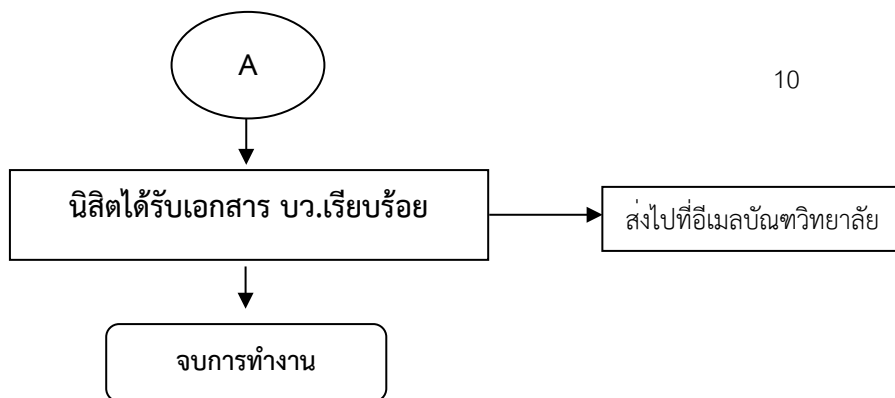 A
10
นิสิตได้รับเอกสาร บว.เรียบร้อย
ส่งไปที่อีเมลบัณฑวิทยาลัย
จบการทำงาน